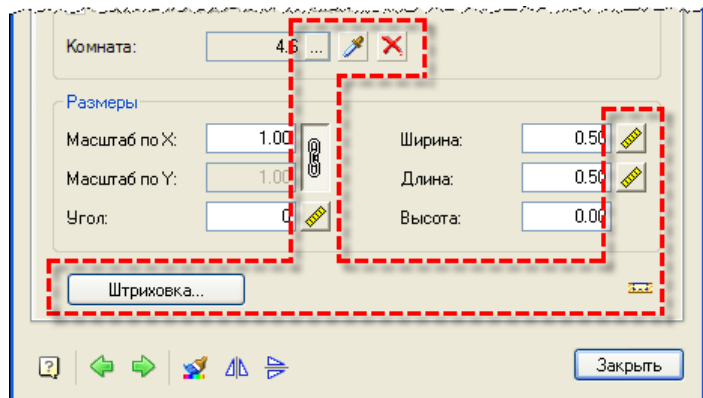 Комната: 4.6 ...
Размеры
Масштаб по X: 1.00 Ширина: 0.50
Масштаб по Y: 1.00 Длина: 0.50
Угол: 0 Высота: 0.00
Штриховка...
Закрыть